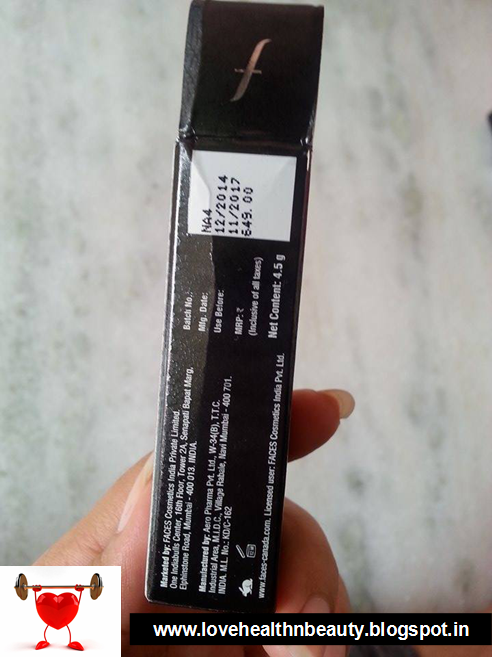 f
NA4
12/2014
11/2017
649.00
Batch No.:
Mfg. Date:
Use Before:
MRP: ₹
(Inclusive of all taxes)
Net Content: 4.5 g
Marketed by: FACES Cosmetics India Private Limited.
One Indiabulls Center, 16th Floor, Tower 2A, Senapati Bapat Marg,
Elphinstone Road, Mumbai - 400 013. INDIA.
Manufactured by: Aero Pharma Pvt. Ltd., W-34(B), T.T.C.
Industrial Area, M.I.D.C., Village Rabale, Navi Mumbai - 400 701.
INDIA. M.L. No.: KD/C-162
www.faces-canada.com. Licensed user: FACES Cosmetics India Pvt. Ltd.
www.lovehealthnbeauty.blogspot.in